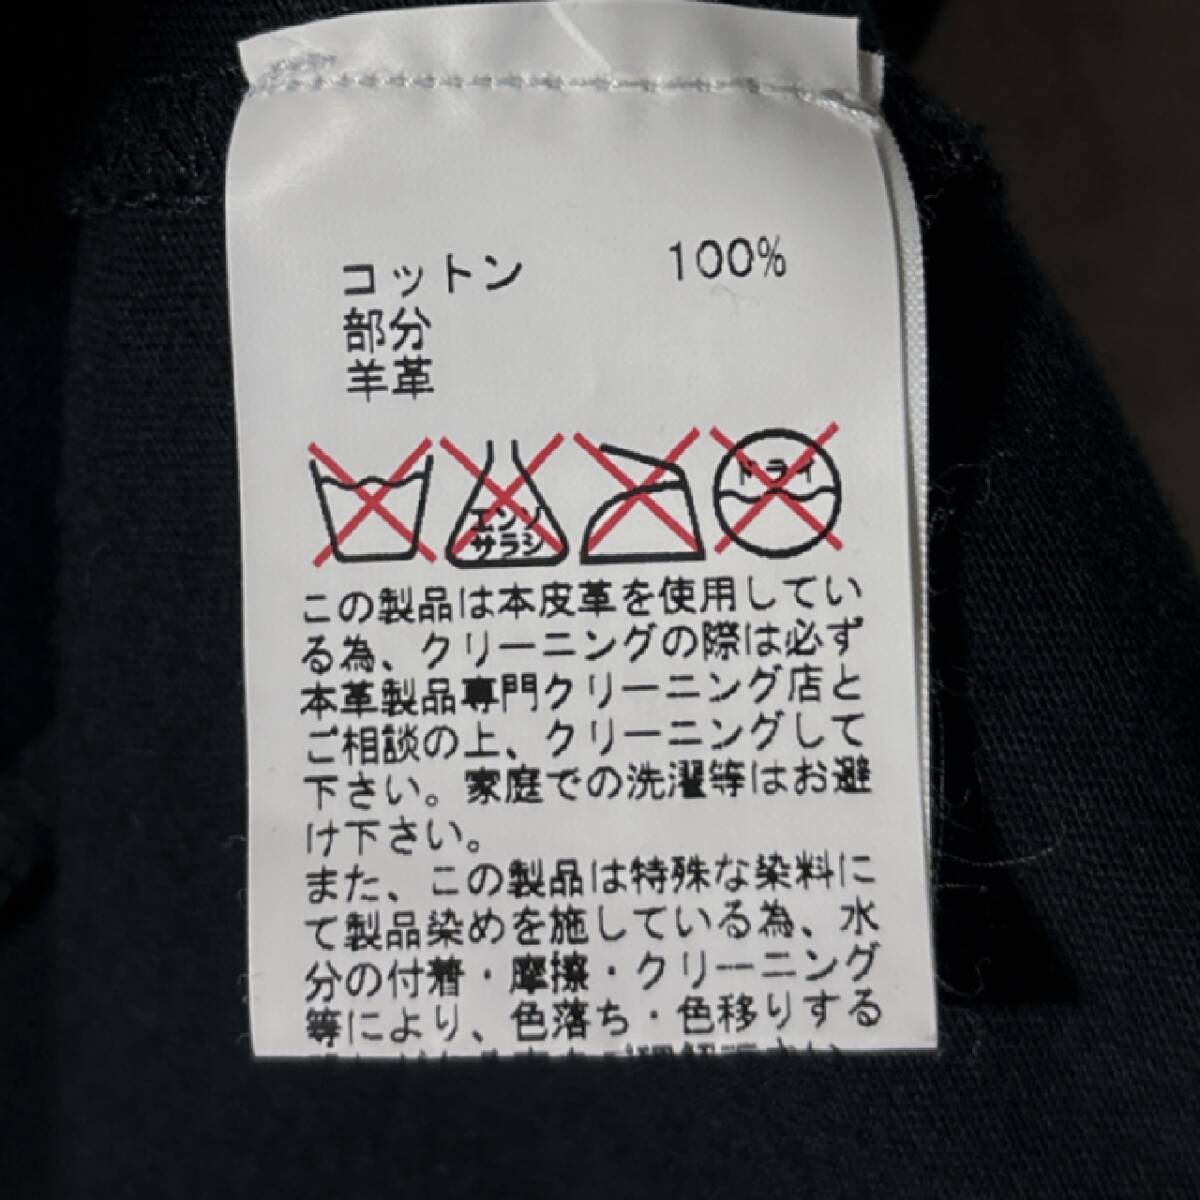 コットン 100%
部分
羊革
エンソ
サラシ
ドライ
この製品は本皮革を使用してい
る為、クリーニングの際は必ず
本革製品専門クリーニング店と
ご相談の上、クリーニングして
下さい。家庭での洗濯等はお避
け下さい。
また、この製品は特殊な染料に
て製品染めを施している為、水
分の付着・摩擦・クリーニング
等により、色落ち・色移りする